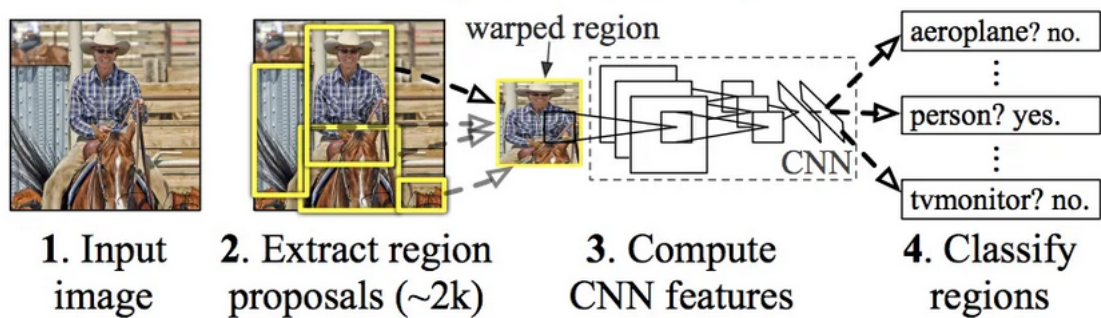 warped region
aeroplane? no.
⋮
person? yes.
⋮
tvmonitor? no.
CNN
1. Input
image
2. Extract region
proposals (~2k)
3. Compute
CNN features
4. Classify
regions